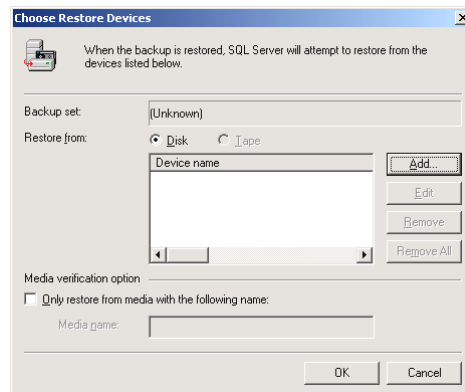 Choose Restore Devices
When the backup is restored, SQL Server will attempt to restore from the
devices listed below.
Backup set:
(Unknown)
Restore from:
Disk
Tape
Device name
Add...
Edit
Remove
Remove All
Media verification option
Only restore from media with the following name:
Media name:
OK
Cancel